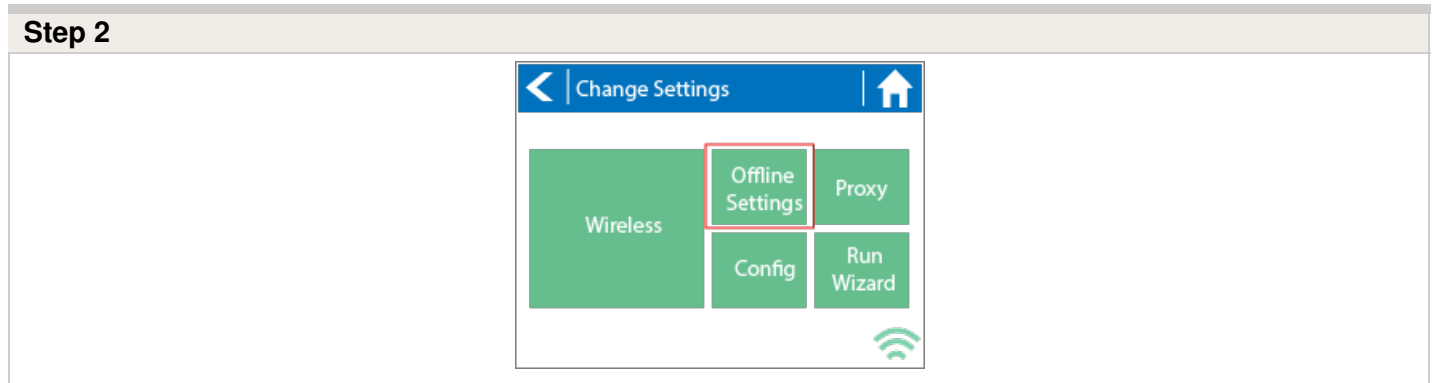 Step 2
Change Settings
Wireless
Offline
Settings
Proxy
Config
Run
Wizard